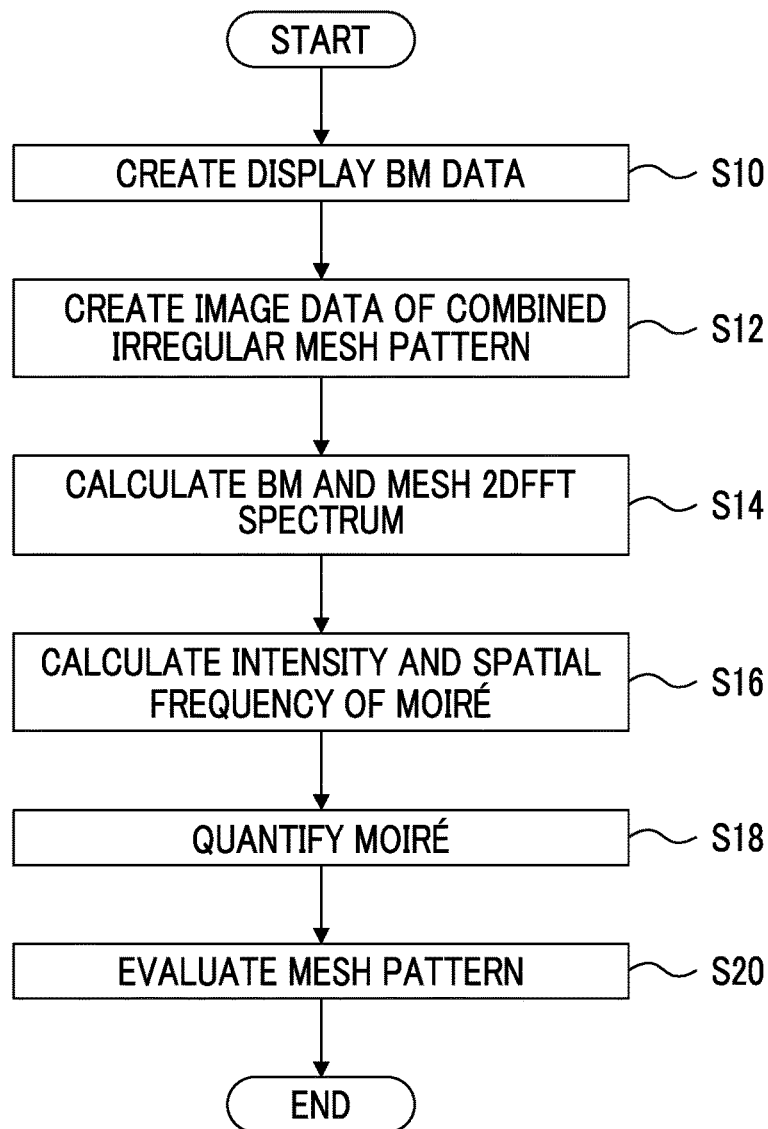 START
CREATE DISPLAY BM DATA
S10
CREATE IMAGE DATA OF COMBINED
IRREGULAR MESH PATTERN
S12
CALCULATE BM AND MESH 2DFFT
SPECTRUM
S14
CALCULATE INTENSITY AND SPATIAL
FREQUENCY OF MOIRÉ
S16
QUANTIFY MOIRÉ
S18
EVALUATE MESH PATTERN
S20
END